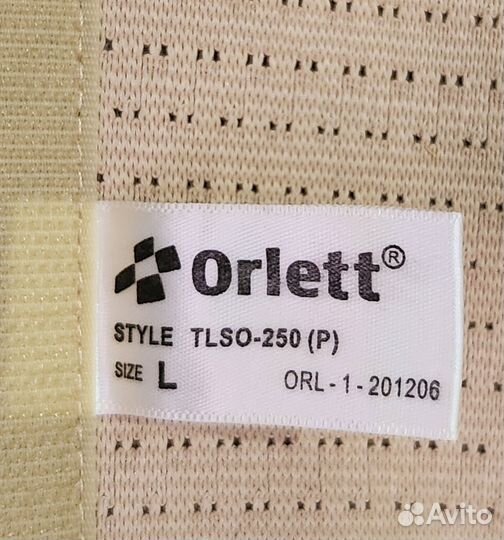 Orlett®
STYLE TLSO-250 (P)
SIZE L ORL - 1 - 201206
Avito